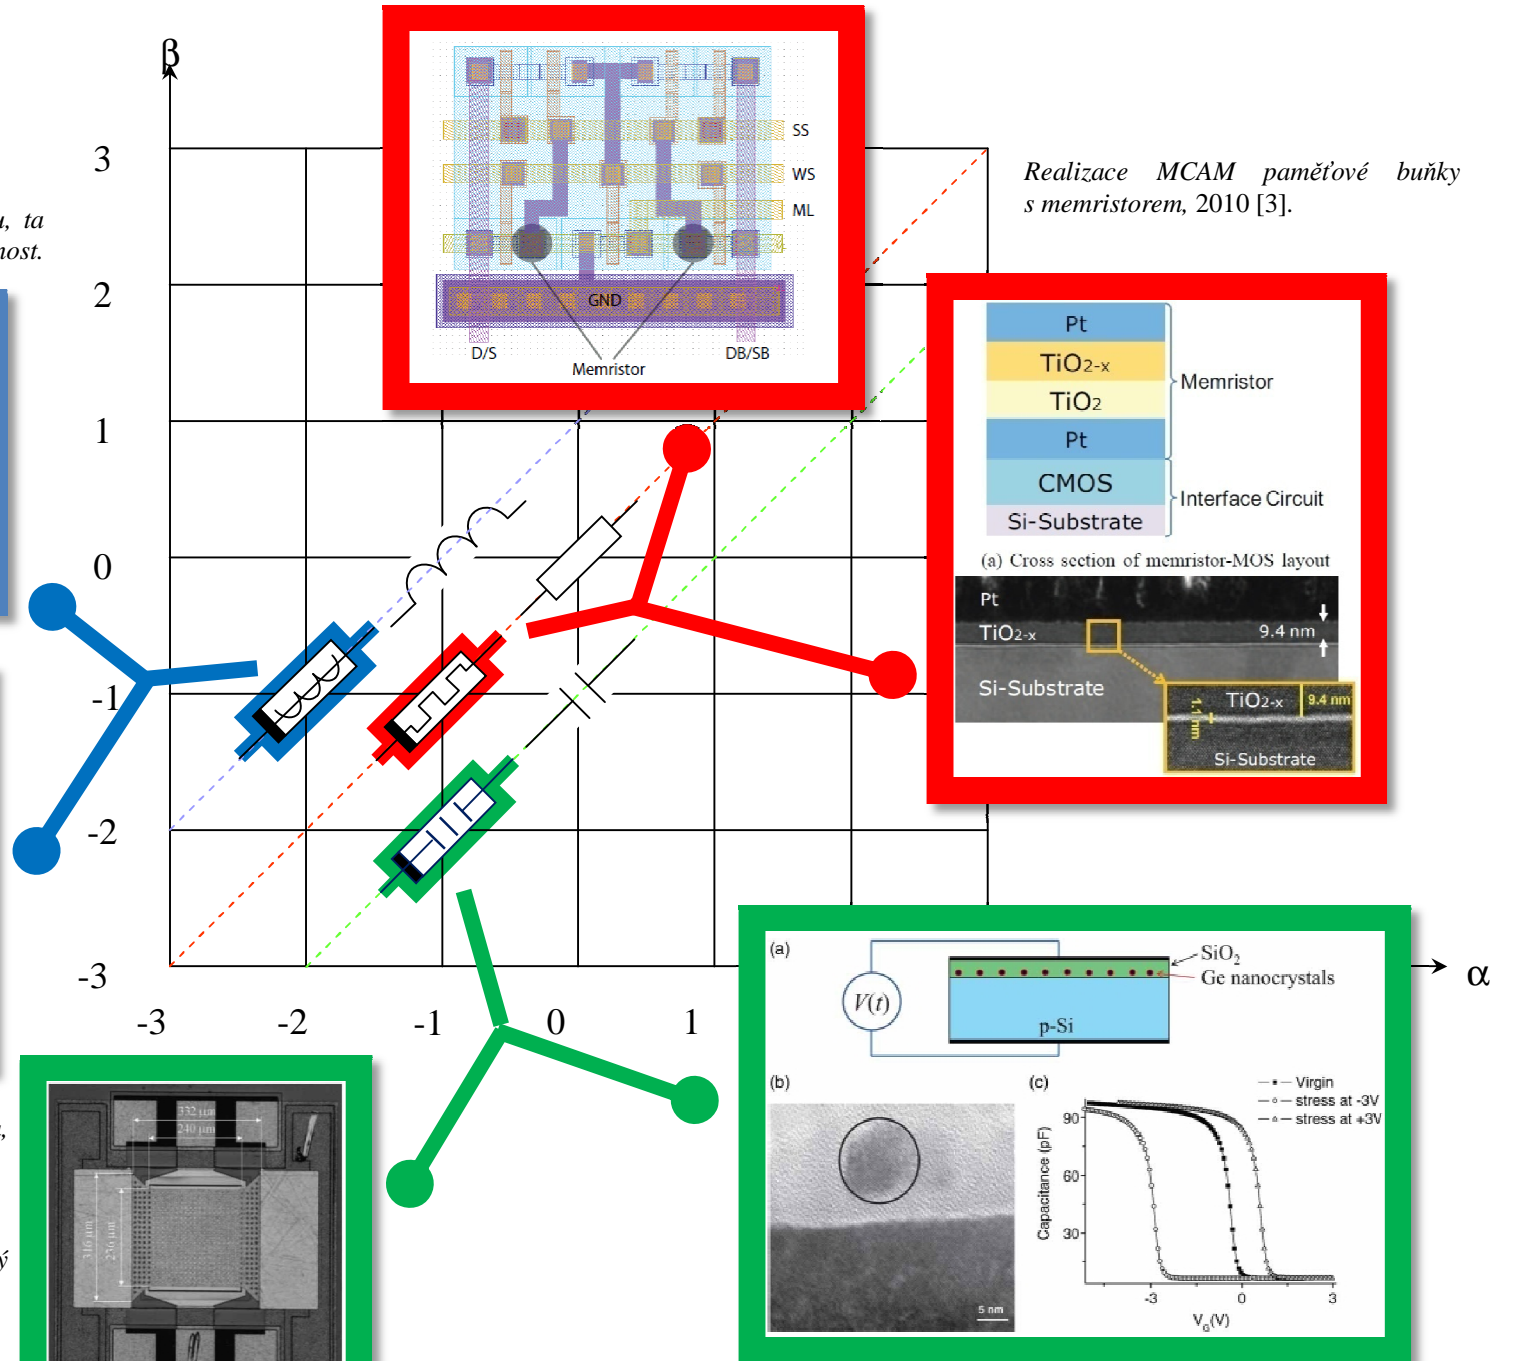 β
SS
WS
ML
GND
D/S
DB/SB
Memristor
3
2
1
0
-1
-2
-3
-3
-2
-1
0
1
α
, ta
nost.
Realizace MCAM paměťové buňky
s memristorem, 2010 [3].
Pt
TiO2-x
TiO2
Pt
CMOS
Si-Substrate
Memristor
Interface Circuit
(a) Cross section of memristor-MOS layout
Pt
TiO2-x
9.4 nm
Si-Substrate
TiO2-x
9.4 nm
1.1 nm
Si-Substrate
(a)
V(t)
SiO2
Ge nanocrystals
p-Si
(b)
5 nm
(c)
Virgin
stress at -3V
stress at +3V
Capacitance (pF)
90
60
30
-3
0
3
VG(V)
332 μm
240 μm
316 μm
236 μm
,
ý